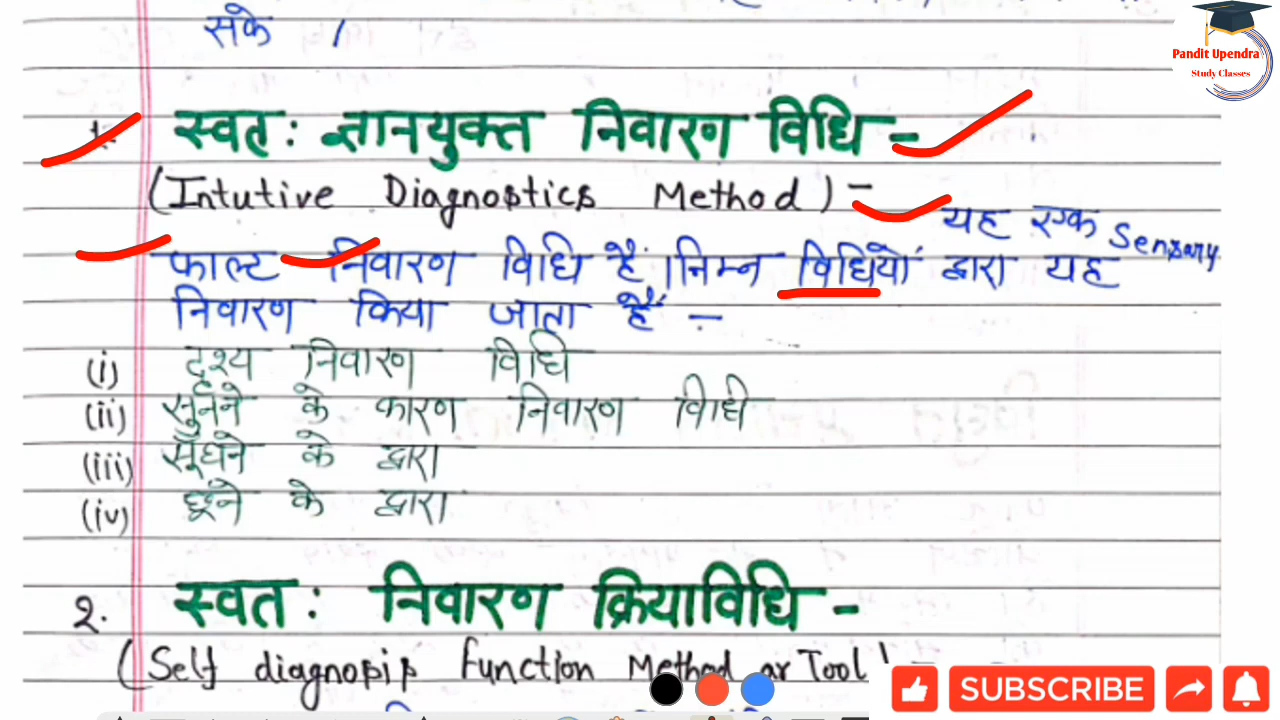 सके ।
Pandit Upendra
Study Classes
1. स्वतः ज्ञानयुक्त निवारण विधि -
(Intutive Diagnostics Method) -
यह एक Sensary
फाल्ट निवारण विधि हैं। निम्न विधियों द्वारा यह
निवारण किया जाता हैं -
(i) दृश्य निवारण विधि
(ii) सुनने के कारण निवारण विधि
(iii) सूँघने के द्वारा
(iv) छूने के द्वारा
2. स्वत: निवारण क्रियाविधि -
(Self diagnosis Function Method or Tool) -
SUBSCRIBE